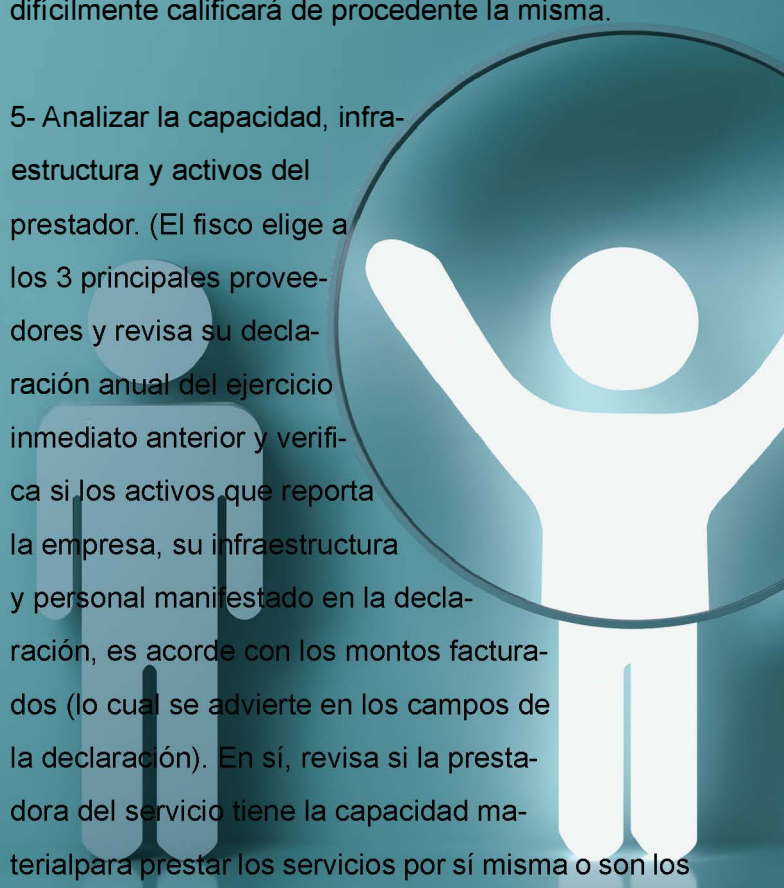 difícilmente calificará de procedente la misma.
5- Analizar la capacidad, infra-
estructura y activos del
prestador. (El fisco elige a
los 3 principales provee-
dores y revisa su decla-
ración anual del ejercicio
inmediato anterior y verifi-
ca si los activos que reporta
la empresa, su infraestructura
y personal manifestado en la decla-
ración, es acorde con los montos factura-
dos (lo cual se advierte en los campos de
la declaración). En sí, revisa si la presta-
dora del servicio tiene la capacidad ma-
terialpara prestar los servicios por sí misma o son los